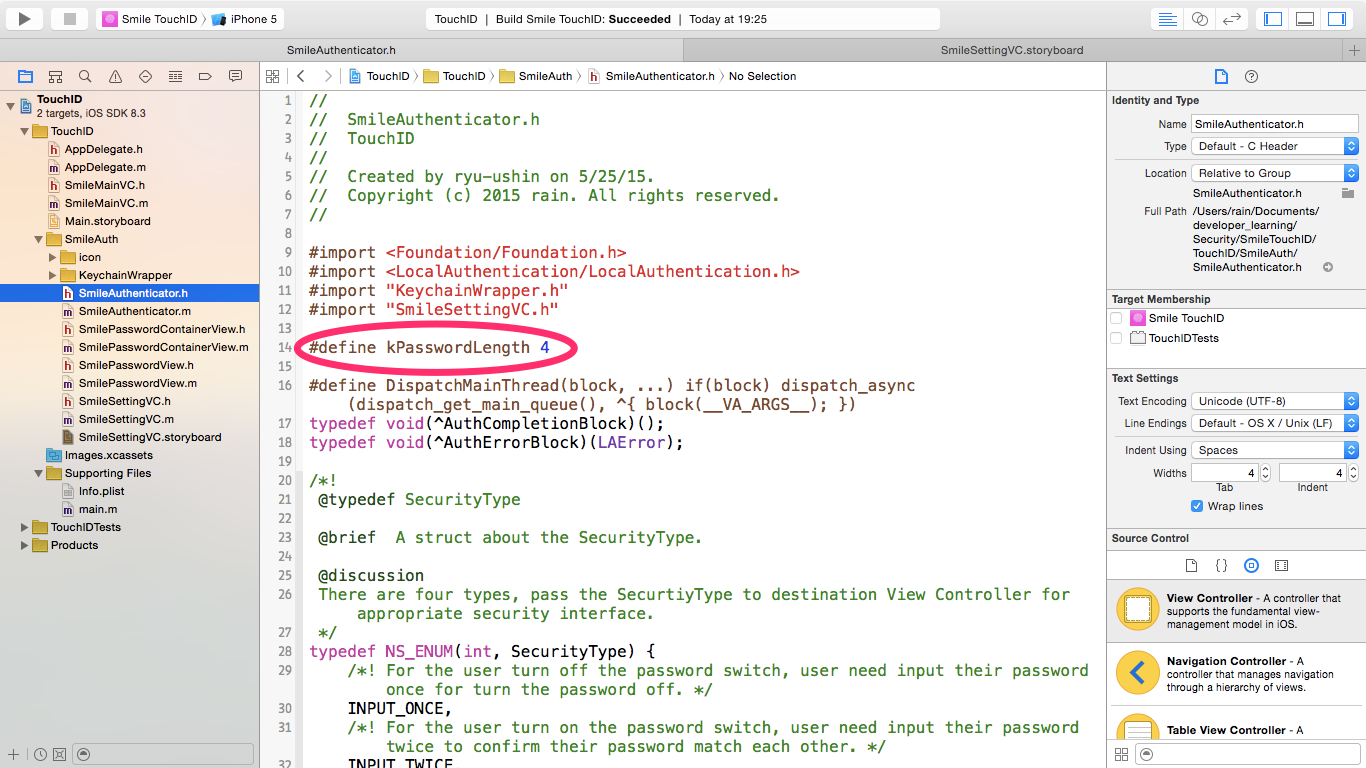 Smile TouchID 〉 iPhone 5
TouchID | Build Smile TouchID: Succeeded | Today at 19:25
SmileAuthenticator.h
SmileSettingVC.storyboard
TouchID
2 targets, iOS SDK 8.3
TouchID
AppDelegate.h
AppDelegate.m
SmileMainVC.h
SmileMainVC.m
Main.storyboard
SmileAuth
icon
KeychainWrapper
SmileAuthenticator.h
SmileAuthenticator.m
SmilePasswordContainerView.h
SmilePasswordContainerView.m
SmilePasswordView.h
SmilePasswordView.m
SmileSettingVC.h
SmileSettingVC.m
SmileSettingVC.storyboard
Images.xcassets
Supporting Files
Info.plist
main.m
TouchIDTests
Products
TouchID 〉 TouchID 〉 SmileAuth 〉 SmileAuthenticator.h 〉 No Selection
1 //
2 //  SmileAuthenticator.h
3 //  TouchID
4 //
5 //  Created by ryu-ushin on 5/25/15.
6 //  Copyright (c) 2015 rain. All rights reserved.
7 //
8
9 #import <Foundation/Foundation.h>
10 #import <LocalAuthentication/LocalAuthentication.h>
11 #import "KeychainWrapper.h"
12 #import "SmileSettingVC.h"
13
14 #define kPasswordLength 4
15
16 #define DispatchMainThread(block, ...) if(block) dispatch_async
(dispatch_get_main_queue(), ^{ block(__VA_ARGS__); })
17 typedef void(^AuthCompletionBlock)();
18 typedef void(^AuthErrorBlock)(LAError);
19
20 /*!
21 @typedef SecurityType
22
23 @brief  A struct about the SecurityType.
24
25 @discussion
26 There are four types, pass the SecurtiyType to destination View Controller for
appropriate security interface.
27 */
28 typedef NS_ENUM(int, SecurityType) {
29 /*! For the user turn off the password switch, user need input their password
once for turn the password off. */
30 INPUT_ONCE,
31 /*! For the user turn on the password switch, user need input their password
twice to confirm their password match each other. */
32 INPUT_TWICE
Identity and Type
Name SmileAuthenticator.h
Type Default - C Header
Location Relative to Group
SmileAuthenticator.h
Full Path /Users/rain/Documents/
developer_learning/
Security/SmileTouchID/
TouchID/SmileAuth/
SmileAuthenticator.h
Target Membership
Smile TouchID
TouchIDTests
Text Settings
Text Encoding Unicode (UTF-8)
Line Endings Default - OS X / Unix (LF)
Indent Using Spaces
Widths 4 4
Tab Indent
Wrap lines
Source Control
View Controller - A controller that
supports the fundamental view-
management model in iOS.
Navigation Controller - A
controller that manages navigation
through a hierarchy of views.
Table View Controller - A